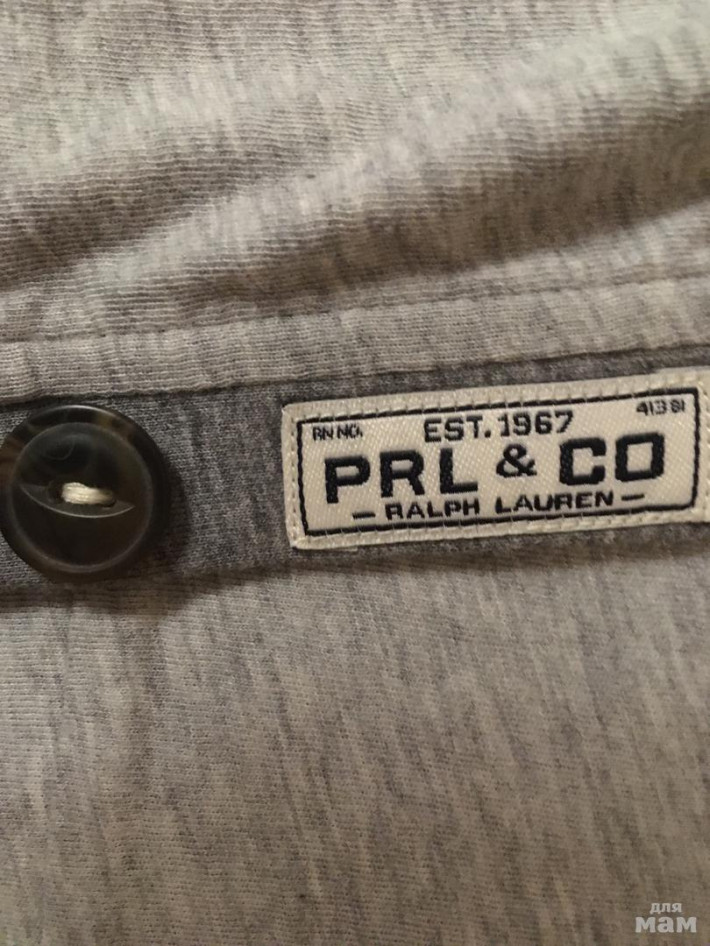 RN NO. EST. 1967 41381
PRL & CO
— RALPH LAUREN —
для
мам